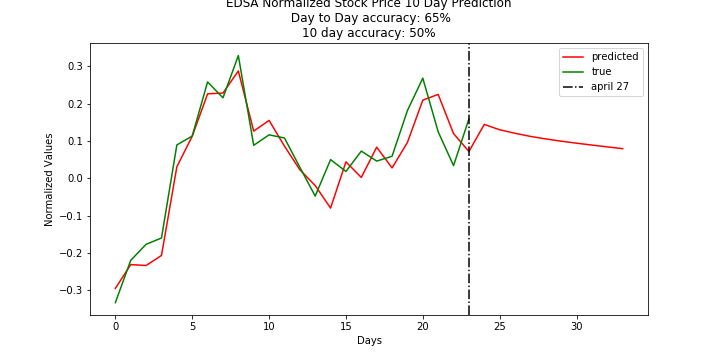 EDSA Normalized Stock Price 10 Day Prediction
Day to Day accuracy: 65%
10 day accuracy: 50%
predicted
true
april 27
Normalized Values
0.3
0.2
0.1
0.0
−0.1
−0.2
−0.3
0 5 10 15 20 25 30
Days